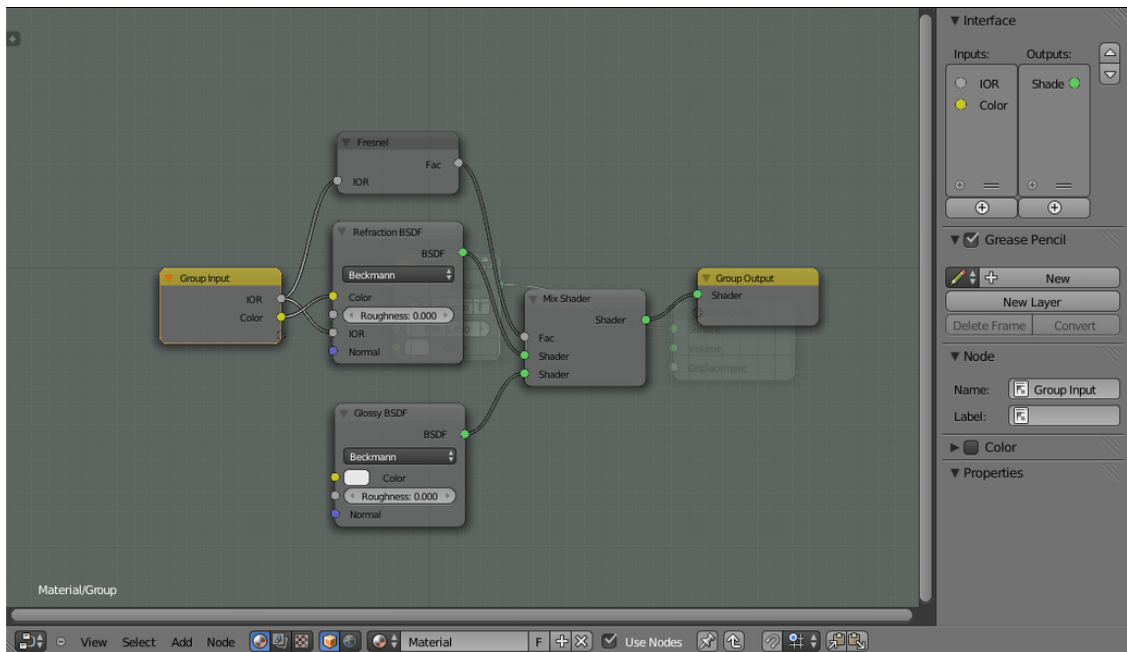 Interface
Inputs: Outputs:
IOR Shade
Color
Fresnel
Fac
IOR
Refraction BSDF
BSDF
Beckmann
Color
Roughness: 0.000
IOR
Normal
Group Input
IOR
Color
Mix Shader
Shader
Fac
Shader
Shader
Group Output
Shader
Surface
Volume
Displacement
Glossy BSDF
BSDF
Beckmann
Color
Roughness: 0.000
Normal
Grease Pencil
New
New Layer
Delete Frame Convert
Node
Name: Group Input
Label:
Color
Properties
Material/Group
View Select Add Node Material F Use Nodes